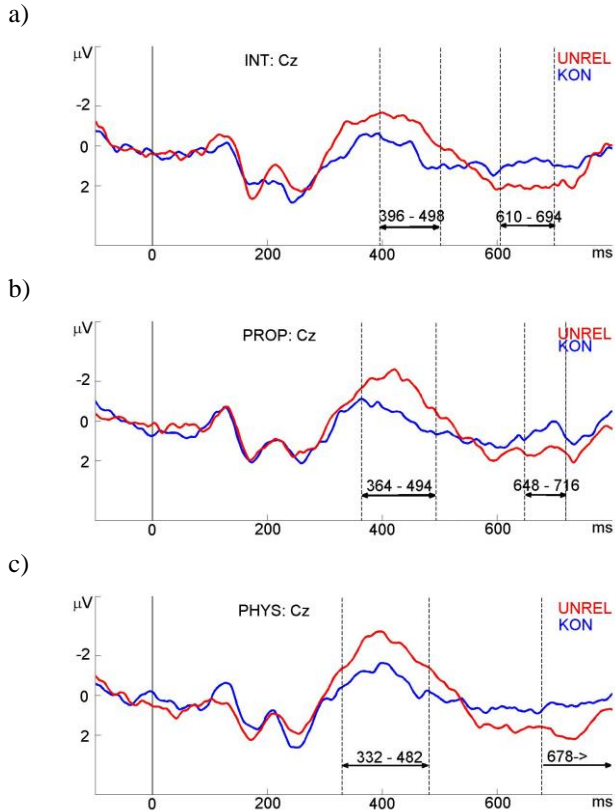 a)
μV
INT: Cz
UNREL
KON
-2
0
2
396 - 498
610 - 694
0
200
400
600
ms
b)
μV
PROP: Cz
UNREL
KON
-2
0
2
364 - 494
648 - 716
0
200
400
600
ms
c)
μV
PHYS: Cz
UNREL
KON
-2
0
2
332 - 482
678->
0
200
400
600
ms